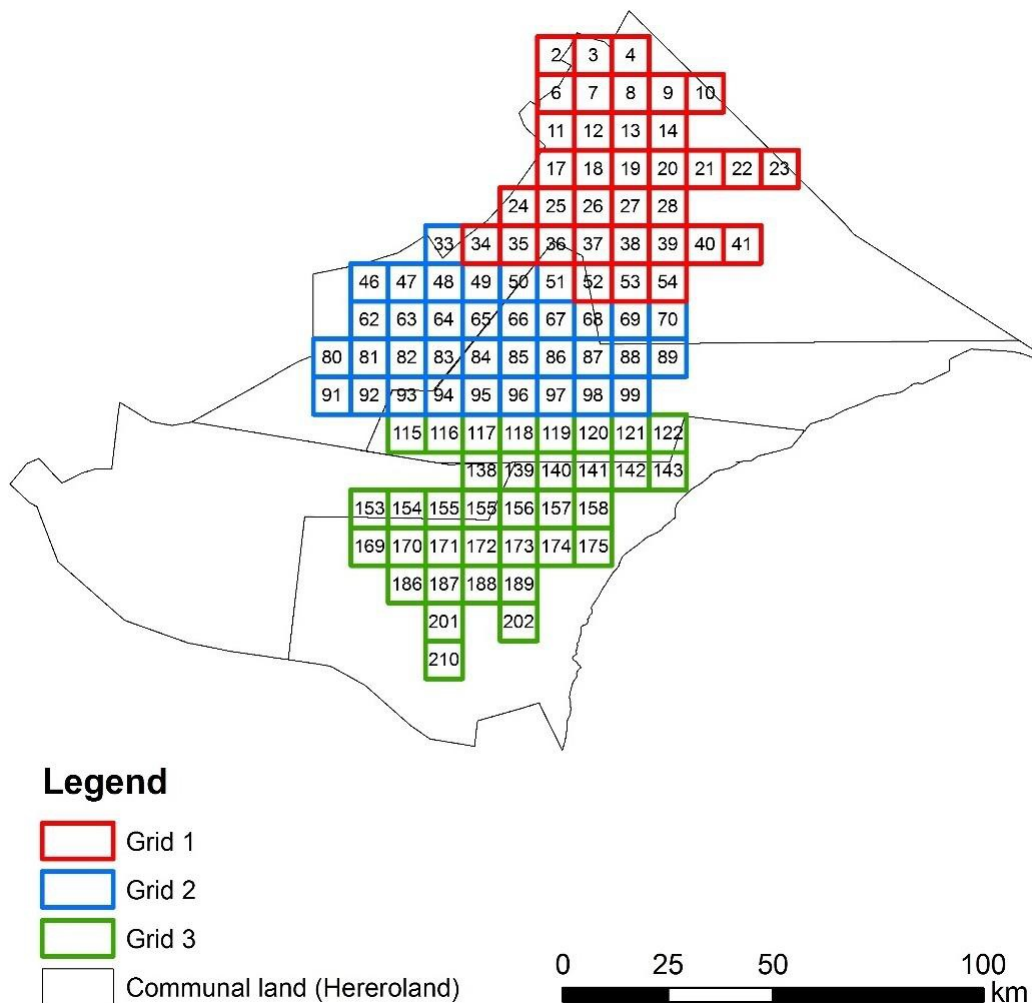 2 3 4
6 7 8 9 10
11 12 13 14
17 18 19 20 21 22 23
24 25 26 27 28
33 34 35 36 37 38 39 40 41
46 47 48 49 50 51 52 53 54
62 63 64 65 66 67 68 69 70
80 81 82 83 84 85 86 87 88 89
91 92 93 94 95 96 97 98 99
115 116 117 118 119 120 121 122
138 139 140 141 142 143
153 154 155 155 156 157 158
169 170 171 172 173 174 175
186 187 188 189
201 202
210
Legend
Grid 1
Grid 2
Grid 3
Communal land (Hereroland)
0 25 50 100
km